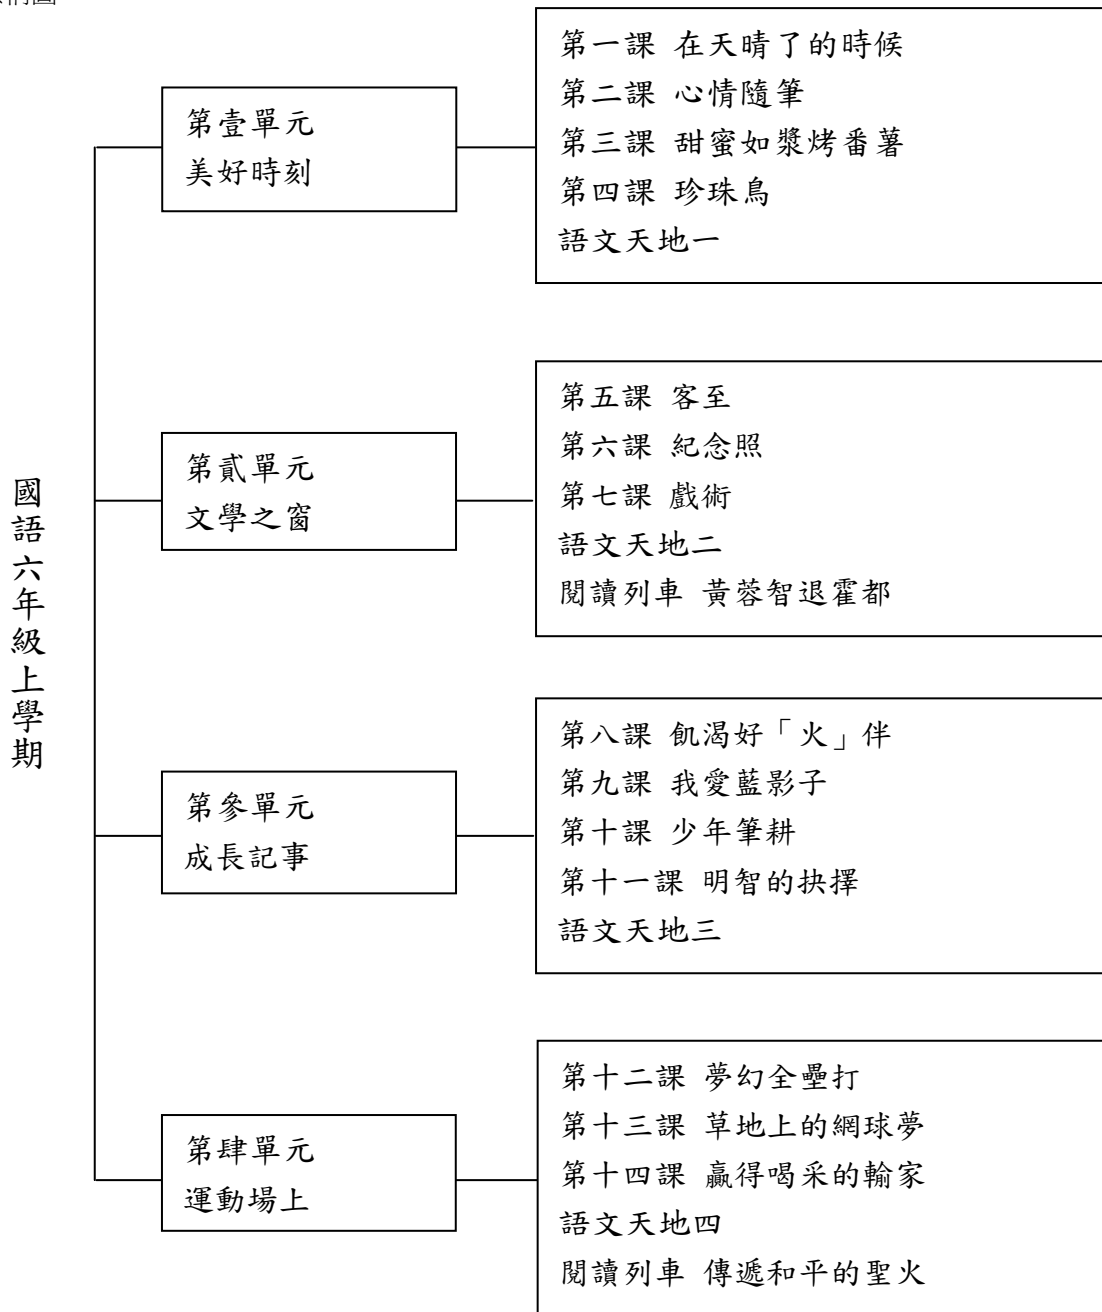 國語六年級上學期
第壹單元
美好時刻
第一課 在天晴了的時候
第二課 心情隨筆
第三課 甜蜜如漿烤番薯
第四課 珍珠鳥
語文天地一
第貳單元
文學之窗
第五課 客至
第六課 紀念照
第七課 戲術
語文天地二
閱讀列車 黃蓉智退霍都
第參單元
成長記事
第八課 飢渴好「火」伴
第九課 我愛藍影子
第十課 少年筆耕
第十一課 明智的抉擇
語文天地三
第肆單元
運動場上
第十二課 夢幻全壘打
第十三課 草地上的網球夢
第十四課 贏得喝采的輸家
語文天地四
閱讀列車 傳遞和平的聖火